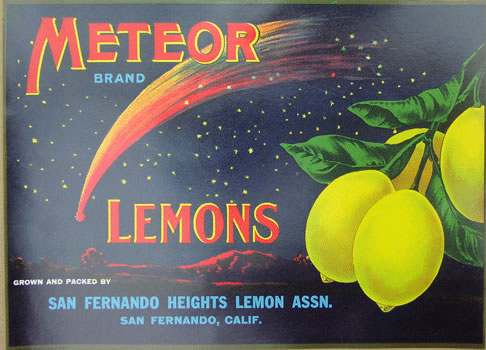 METEOR
BRAND
LEMONS
GROWN AND PACKED BY
SAN FERNANDO HEIGHTS LEMON ASSN.
SAN FERNANDO, CALIF.